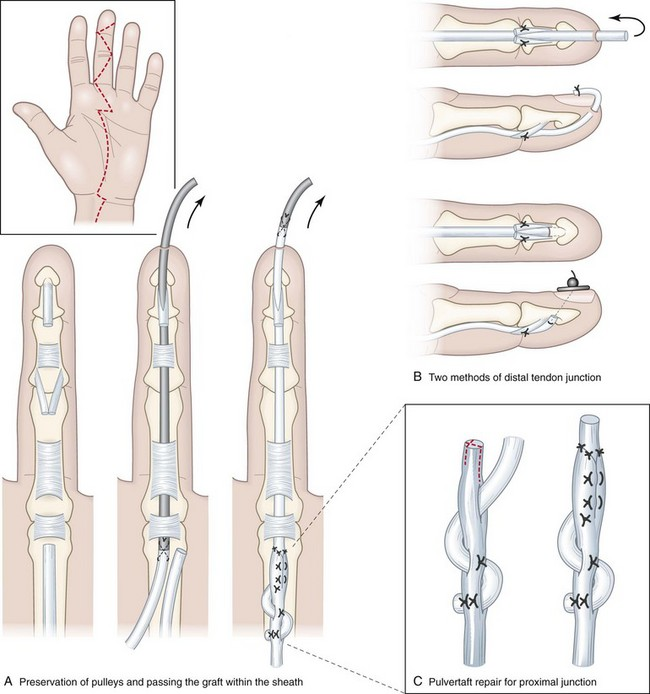 B Two methods of distal tendon junction
A Preservation of pulleys and passing the graft within the sheath
C Pulvertaft repair for proximal junction